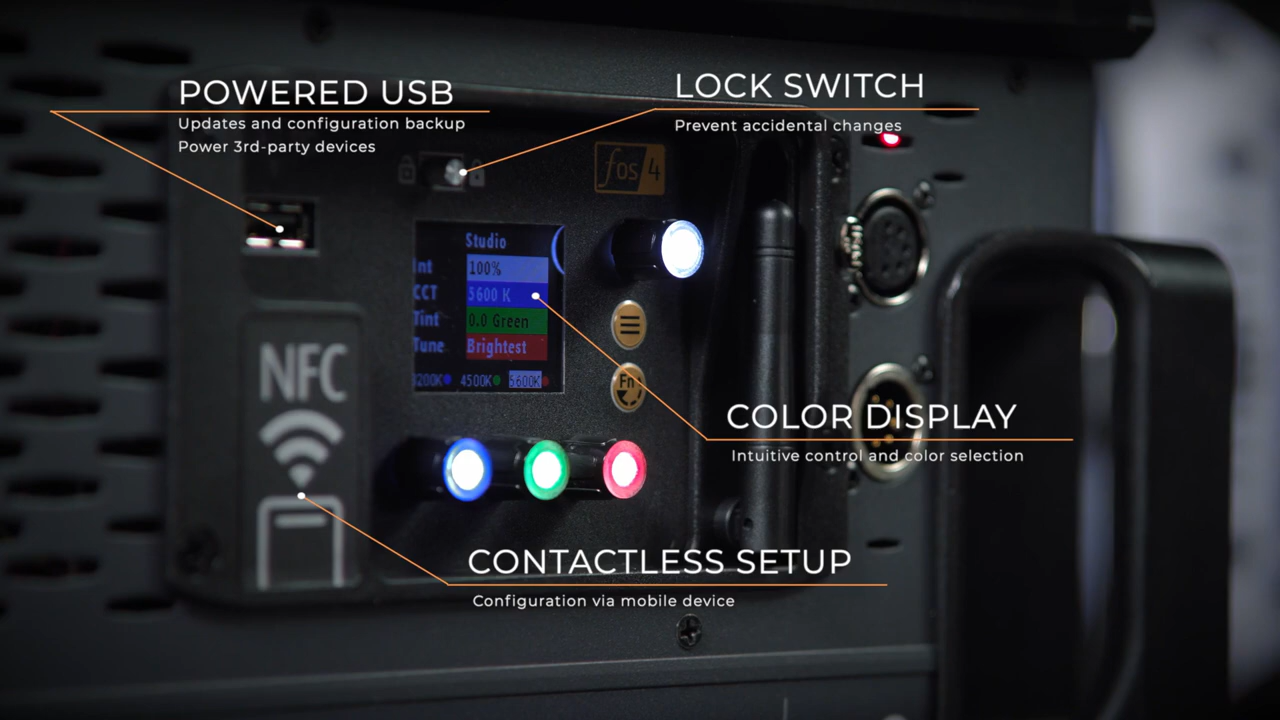 POWERED USB
Updates and configuration backup
Power 3rd-party devices
LOCK SWITCH
Prevent accidental changes
fos 4
Studio
Int 100%
CCT 5600 K
Tint 0.0 Green
Tune Brightest
3200K 4500K 5600K
Fn
NFC
COLOR DISPLAY
Intuitive control and color selection
CONTACTLESS SETUP
Configuration via mobile device